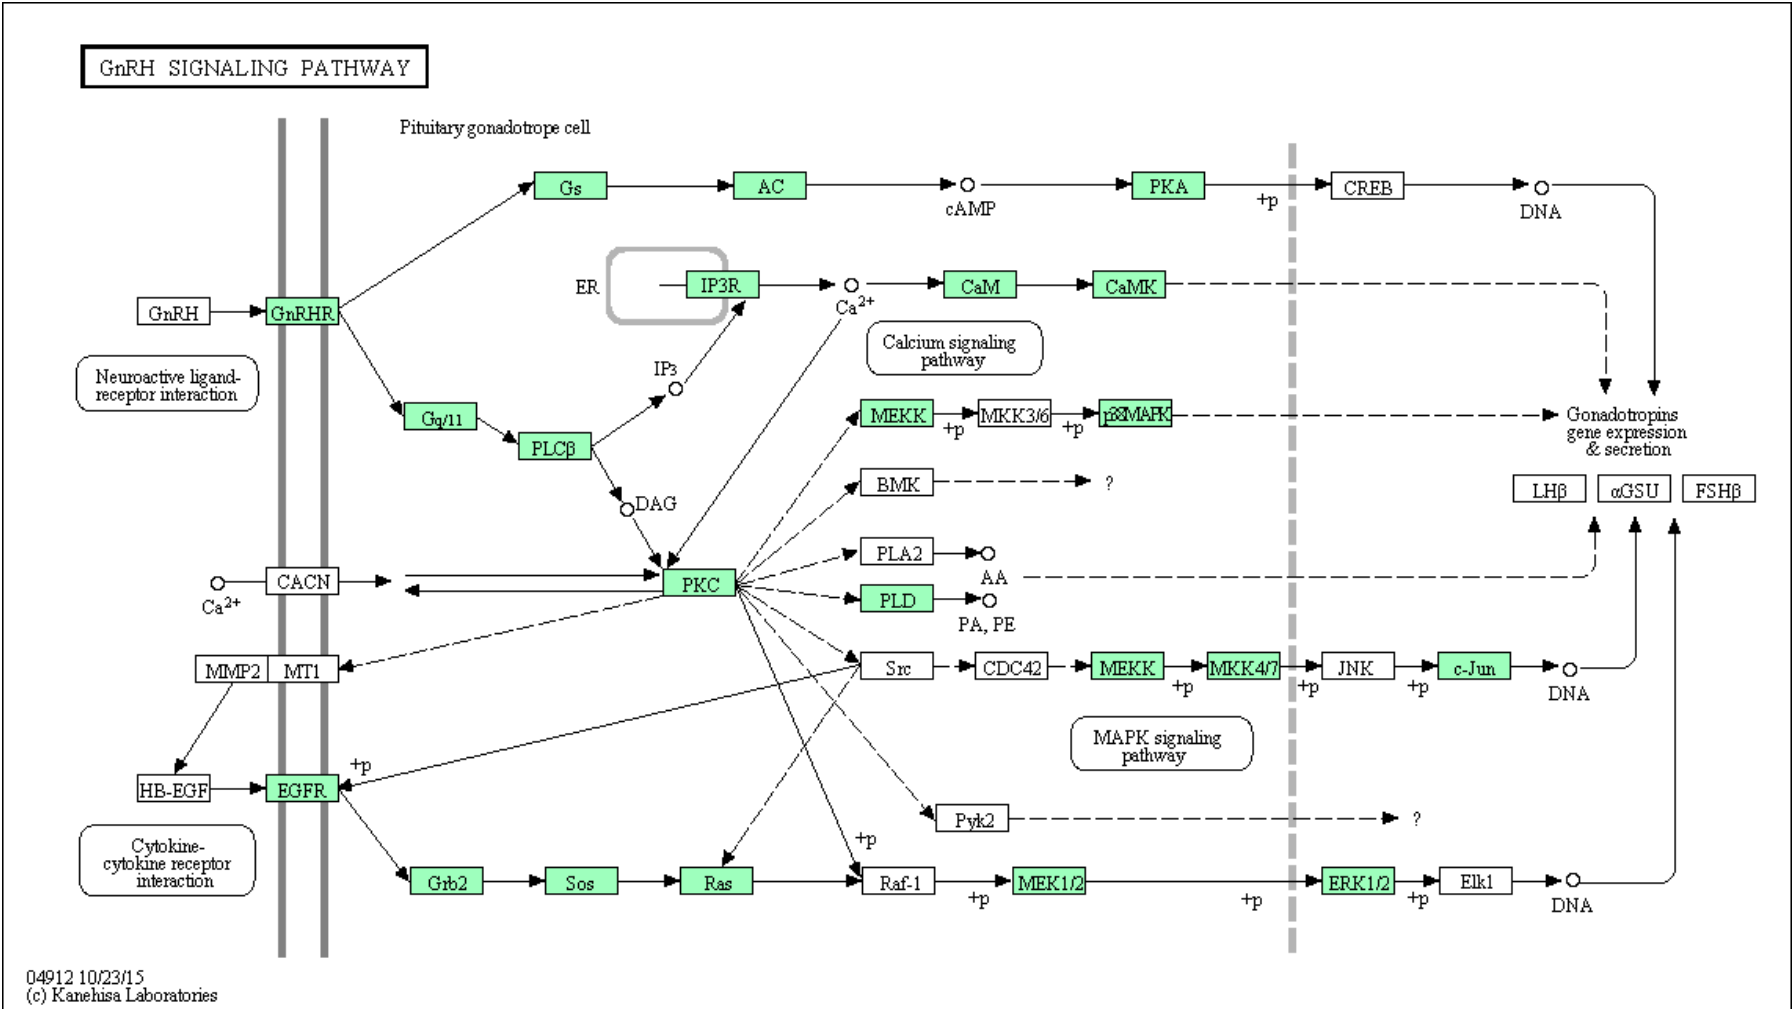 GnRH SIGNALING PATHWAY
Pituitary gonadotrope cell
Gs
AC
cAMP
PKA
+p
CREB
DNA
ER
IP3R
Ca2+
CaM
CaMK
GnRH
GnRHR
Calcium signaling
pathway
Neuroactive ligand-
receptor interaction
IP3
Gq/11
PLCβ
MEKK
+p
MKK3/6
+p
p38MAPK
Gonadotropins
gene expression
& secretion
BMK
?
LHβ
αGSU
FSHβ
DAG
PLA2
AA
Ca2+
CACN
PKC
PLD
PA, PE
MMP2
MT1
Src
CDC42
MEKK
+p
MKK4/7
+p
JNK
+p
c-Jun
DNA
MAPK signaling
pathway
HB-EGF
EGFR
+p
Pyk2
?
Cytokine-
cytokine receptor
interaction
+p
Grb2
Sos
Ras
Raf-1
+p
MEK1/2
+p
ERK1/2
+p
Elk1
DNA
04912 10/23/15
(c) Kanehisa Laboratories